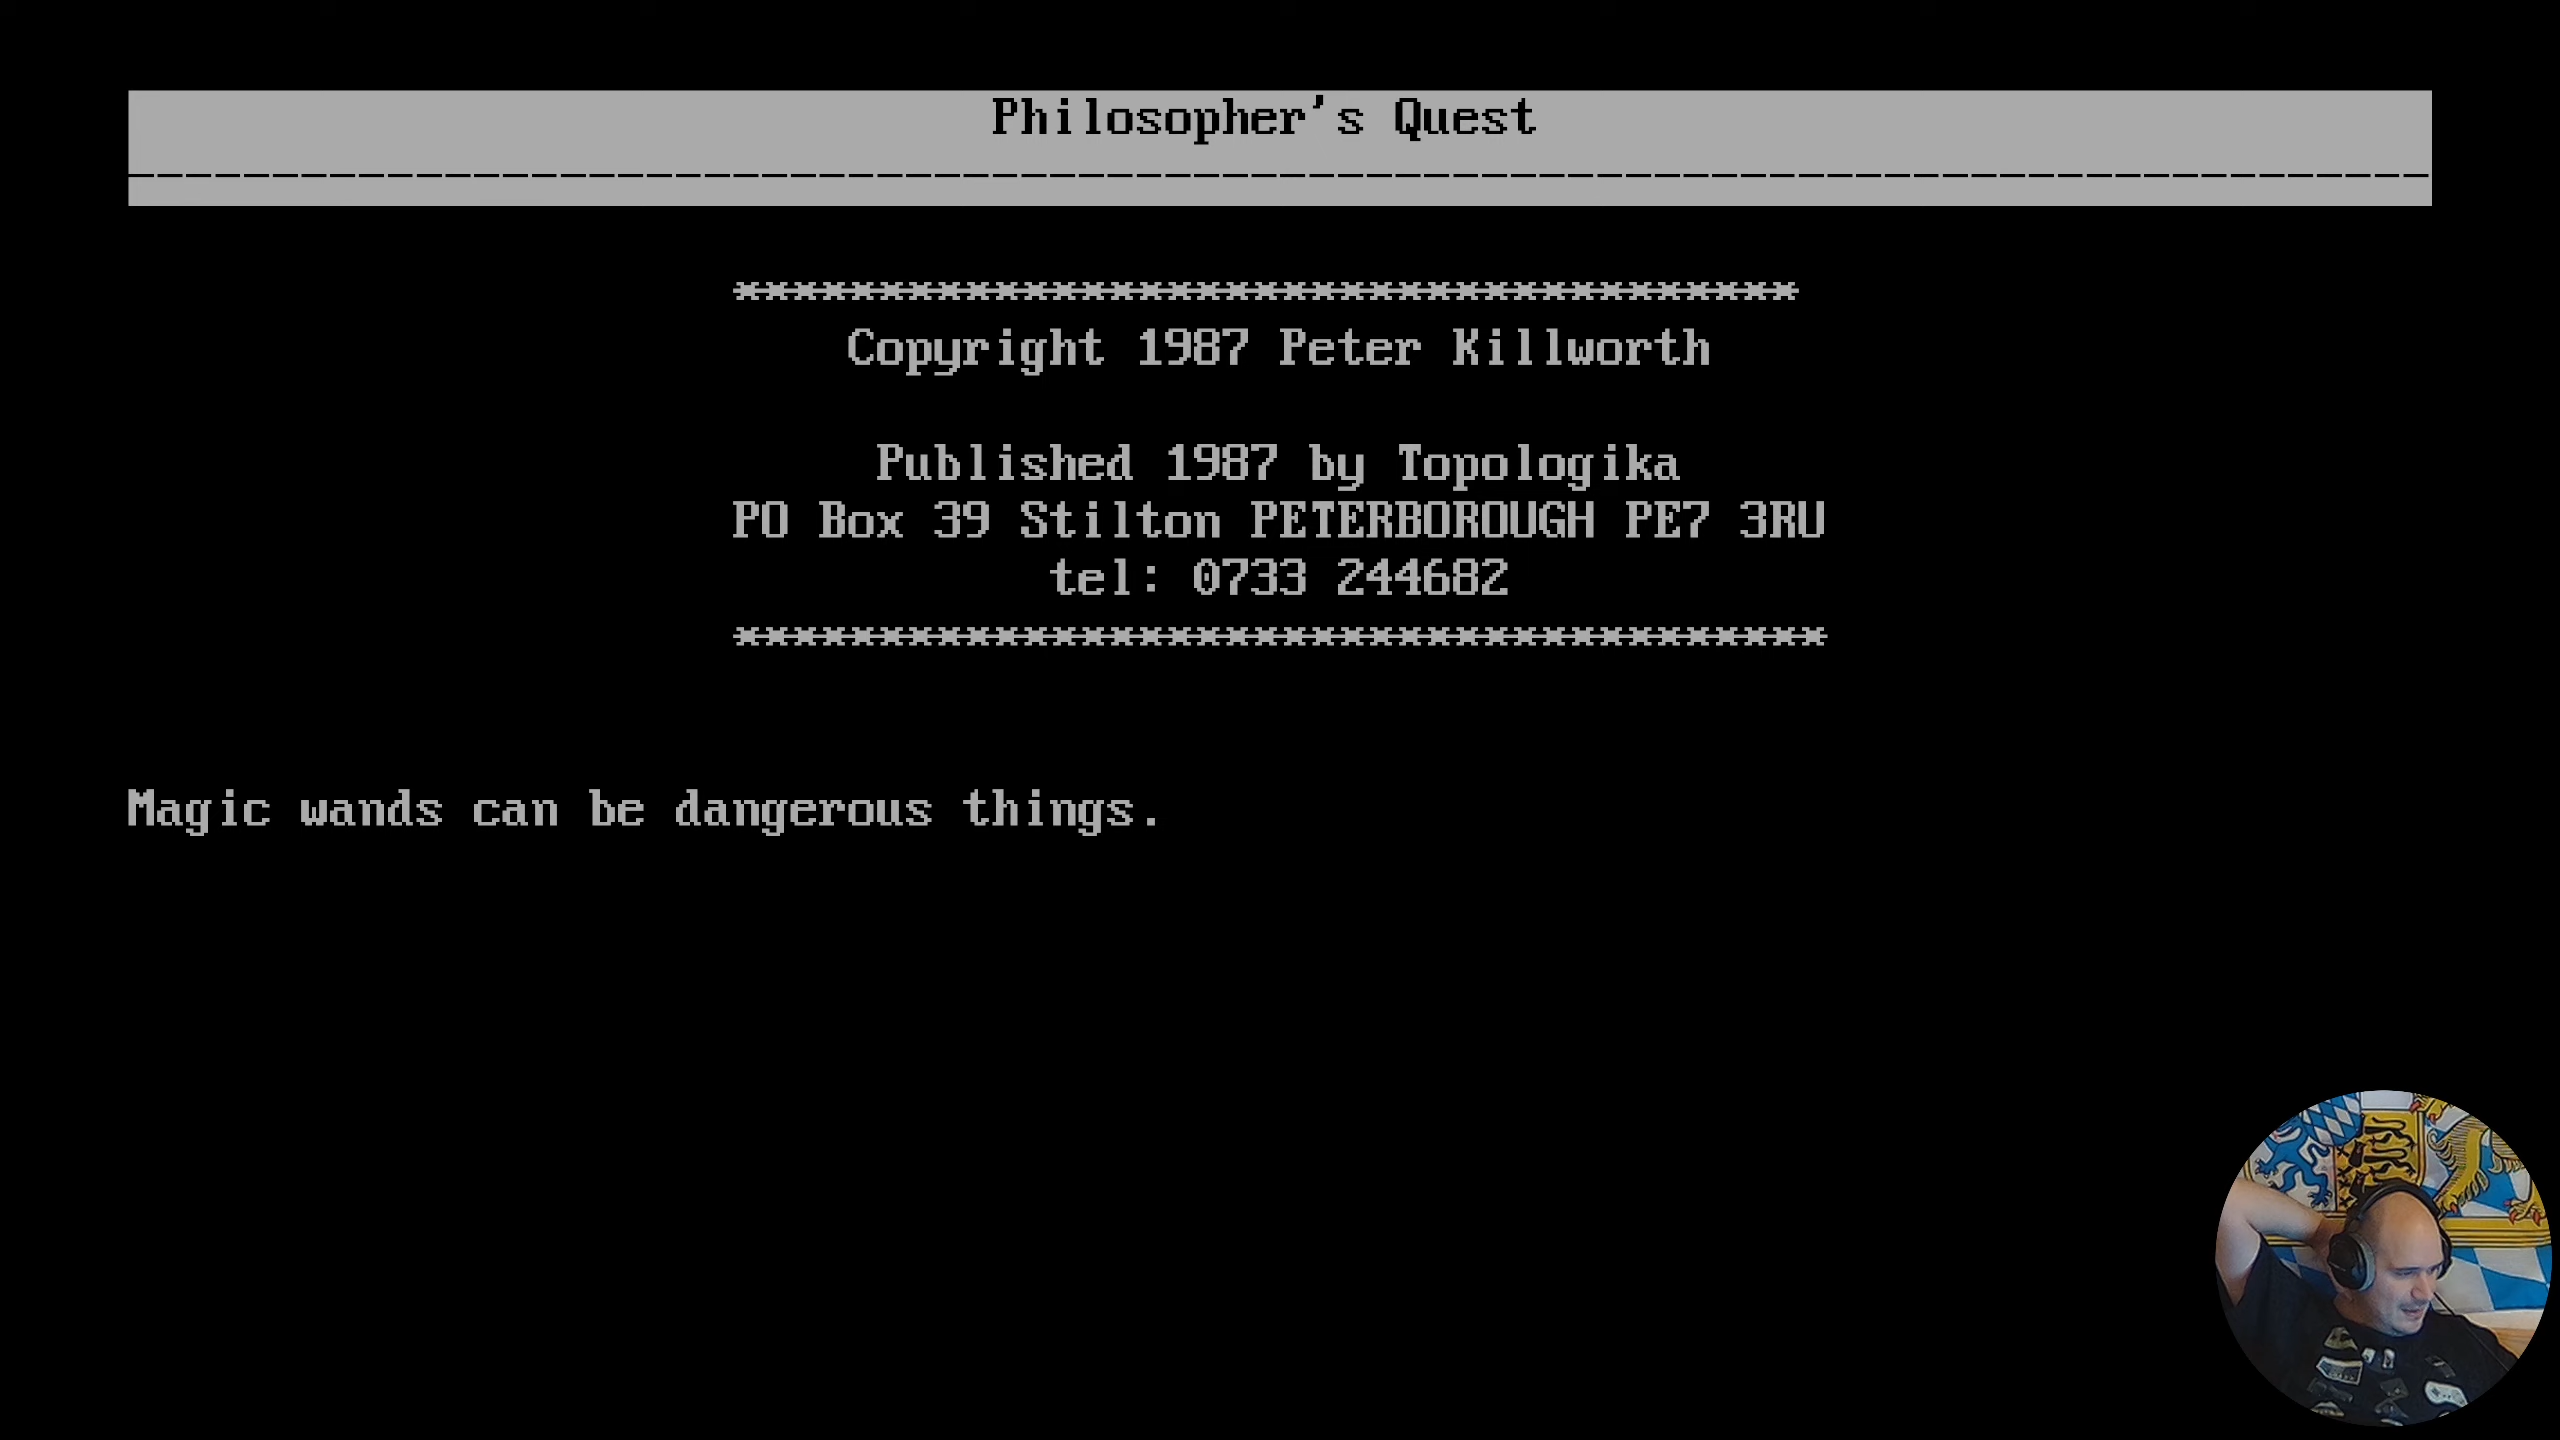 Philosopher's Quest
--------------------------------------------------------------------------------
*************************************
Copyright 1987 Peter Killworth
Published 1987 by Topologika
PO Box 39 Stilton PETERBOROUGH PE7 3RU
tel: 0733 244682
**************************************
Magic wands can be dangerous things.